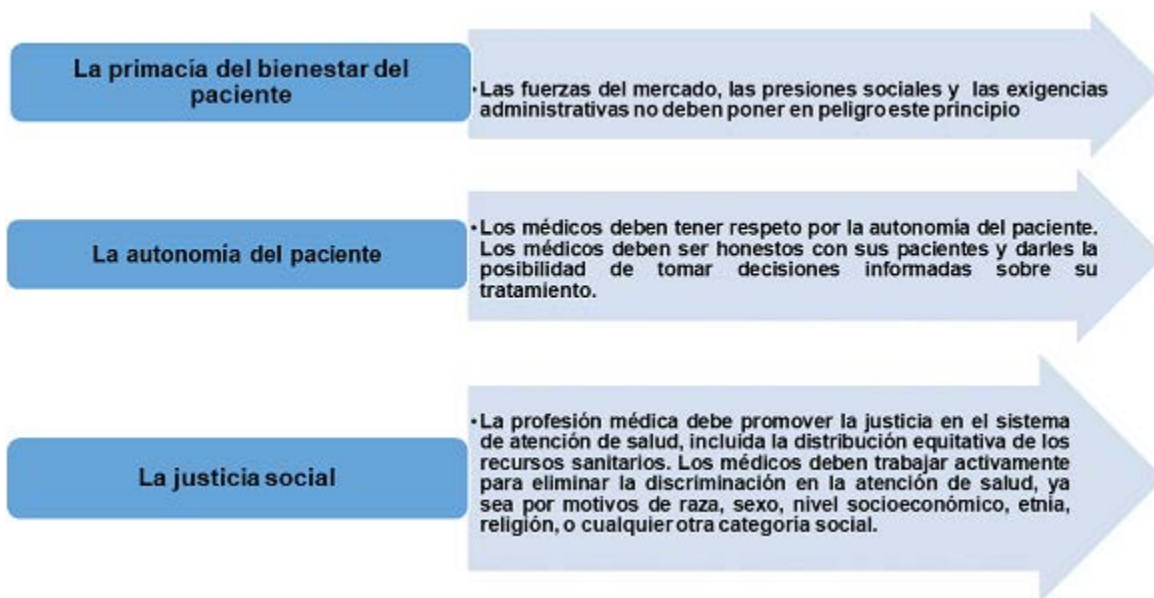 La primacía del bienestar del
paciente
•Las fuerzas del mercado, las presiones sociales y las exigencias
administrativas no deben poner en peligro este principio
La autonomía del paciente
•Los médicos deben tener respeto por la autonomía del paciente.
Los médicos deben ser honestos con sus pacientes y darles la
posibilidad de tomar decisiones informadas sobre su
tratamiento.
La justicia social
•La profesión médica debe promover la justicia en el sistema
de atención de salud, incluida la distribución equitativa de los
recursos sanitarios. Los médicos deben trabajar activamente
para eliminar la discriminación en la atención de salud, ya
sea por motivos de raza, sexo, nivel socioeconómico, etnia,
religión, o cualquier otra categoría social.